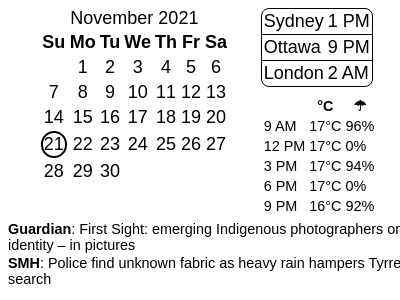 November 2021
Su Mo Tu We Th Fr Sa
1 2 3 4 5 6
7 8 9 10 11 12 13
14 15 16 17 18 19 20
21 22 23 24 25 26 27
28 29 30
Sydney 1 PM
Ottawa 9 PM
London 2 AM
°C ☂
9 AM 17°C 96%
12 PM 17°C 0%
3 PM 17°C 94%
6 PM 17°C 0%
9 PM 16°C 92%
Guardian: First Sight: emerging Indigenous photographers on
identity – in pictures
SMH: Police find unknown fabric as heavy rain hampers Tyrre
search